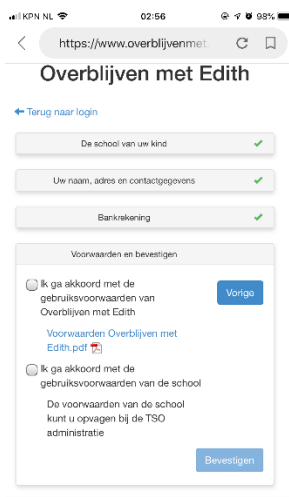 KPN NL 02:56 98%
https://www.overblijvenmet.
Overblijven met Edith
Terug naar login
De school van uw kind
Uw naam, adres en contactgegevens
Bankrekening
Voorwaarden en bevestigen
Ik ga akkoord met de
gebruiksvoorwaarden van
Overblijven met Edith
Vorige
Voorwaarden Overblijven met
Edith.pdf
Ik ga akkoord met de
gebruiksvoorwaarden van de school
De voorwaarden van de school
kunt u opvagen bij de TSO
administratie
Bevestigen